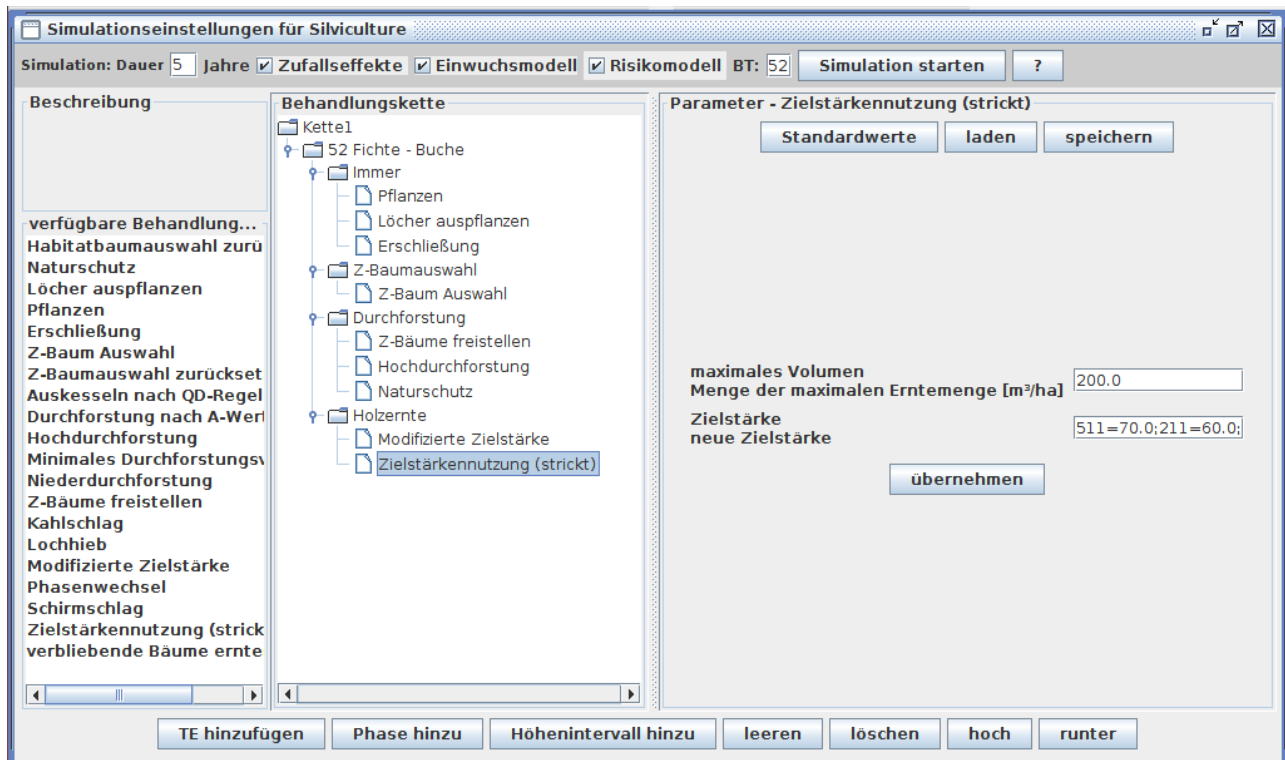 Simulationseinstellungen für Silviculture
Simulation: Dauer 5 Jahre Zufallseffekte Einwuchsmodell Risikomodell BT: 52 Simulation starten ?
Beschreibung
verfügbare Behandlung...
Habitatbaumauswahl zurü
Naturschutz
Löcher auspflanzen
Pflanzen
Erschließung
Z-Baum Auswahl
Z-Baumauswahl zurückset
Auskesseln nach QD-Regel
Durchforstung nach A-Wert
Hochdurchforstung
Minimales Durchforstungsv
Niederdurchforstung
Z-Bäume freistellen
Kahlschlag
Lochhieb
Modifizierte Zielstärke
Phasenwechsel
Schirmschlag
Zielstärkennutzung (strick
verbliebende Bäume ernte
Behandlungskette
Kette1
52 Fichte - Buche
Immer
Pflanzen
Löcher auspflanzen
Erschließung
Z-Baumauswahl
Z-Baum Auswahl
Durchforstung
Z-Bäume freistellen
Hochdurchforstung
Naturschutz
Holzernte
Modifizierte Zielstärke
Zielstärkennutzung (strickt)
Parameter - Zielstärkennutzung (strickt)
Standardwerte laden speichern
maximales Volumen
Menge der maximalen Erntemenge [m³/ha] 200.0
Zielstärke
neue Zielstärke 511=70.0;211=60.0;
übernehmen
TE hinzufügen Phase hinzu Höhenintervall hinzu leeren löschen hoch runter